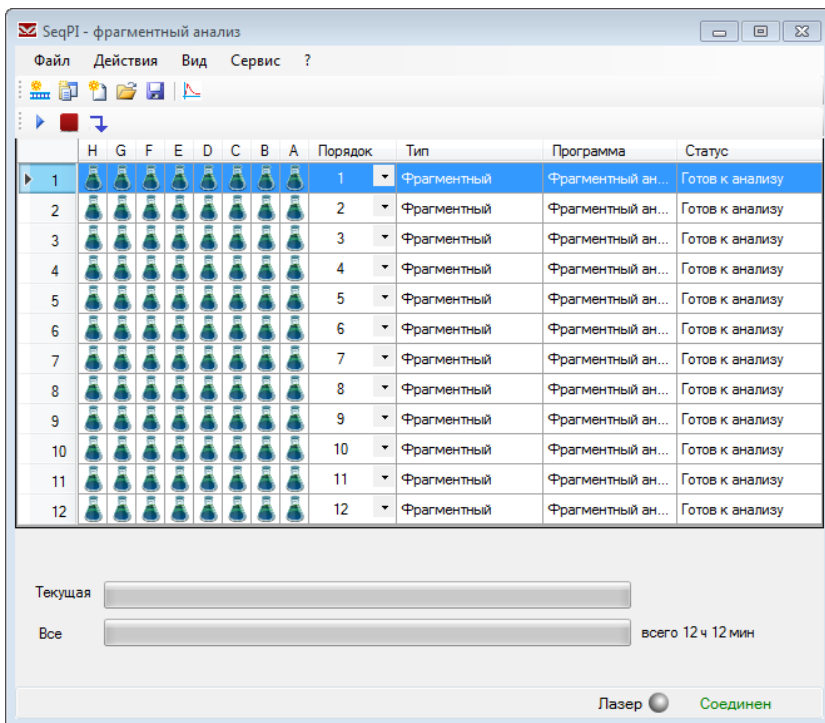 SeqPI - фрагментный анализ
Файл Действия Вид Сервис ?
H G F E D C B A Порядок Тип Программа Статус
1 1 Фрагментный Фрагментный ан... Готов к анализу
2 2 Фрагментный Фрагментный ан... Готов к анализу
3 3 Фрагментный Фрагментный ан... Готов к анализу
4 4 Фрагментный Фрагментный ан... Готов к анализу
5 5 Фрагментный Фрагментный ан... Готов к анализу
6 6 Фрагментный Фрагментный ан... Готов к анализу
7 7 Фрагментный Фрагментный ан... Готов к анализу
8 8 Фрагментный Фрагментный ан... Готов к анализу
9 9 Фрагментный Фрагментный ан... Готов к анализу
10 10 Фрагментный Фрагментный ан... Готов к анализу
11 11 Фрагментный Фрагментный ан... Готов к анализу
12 12 Фрагментный Фрагментный ан... Готов к анализу
Текущая
Все всего 12 ч 12 мин
Лазер Соединен